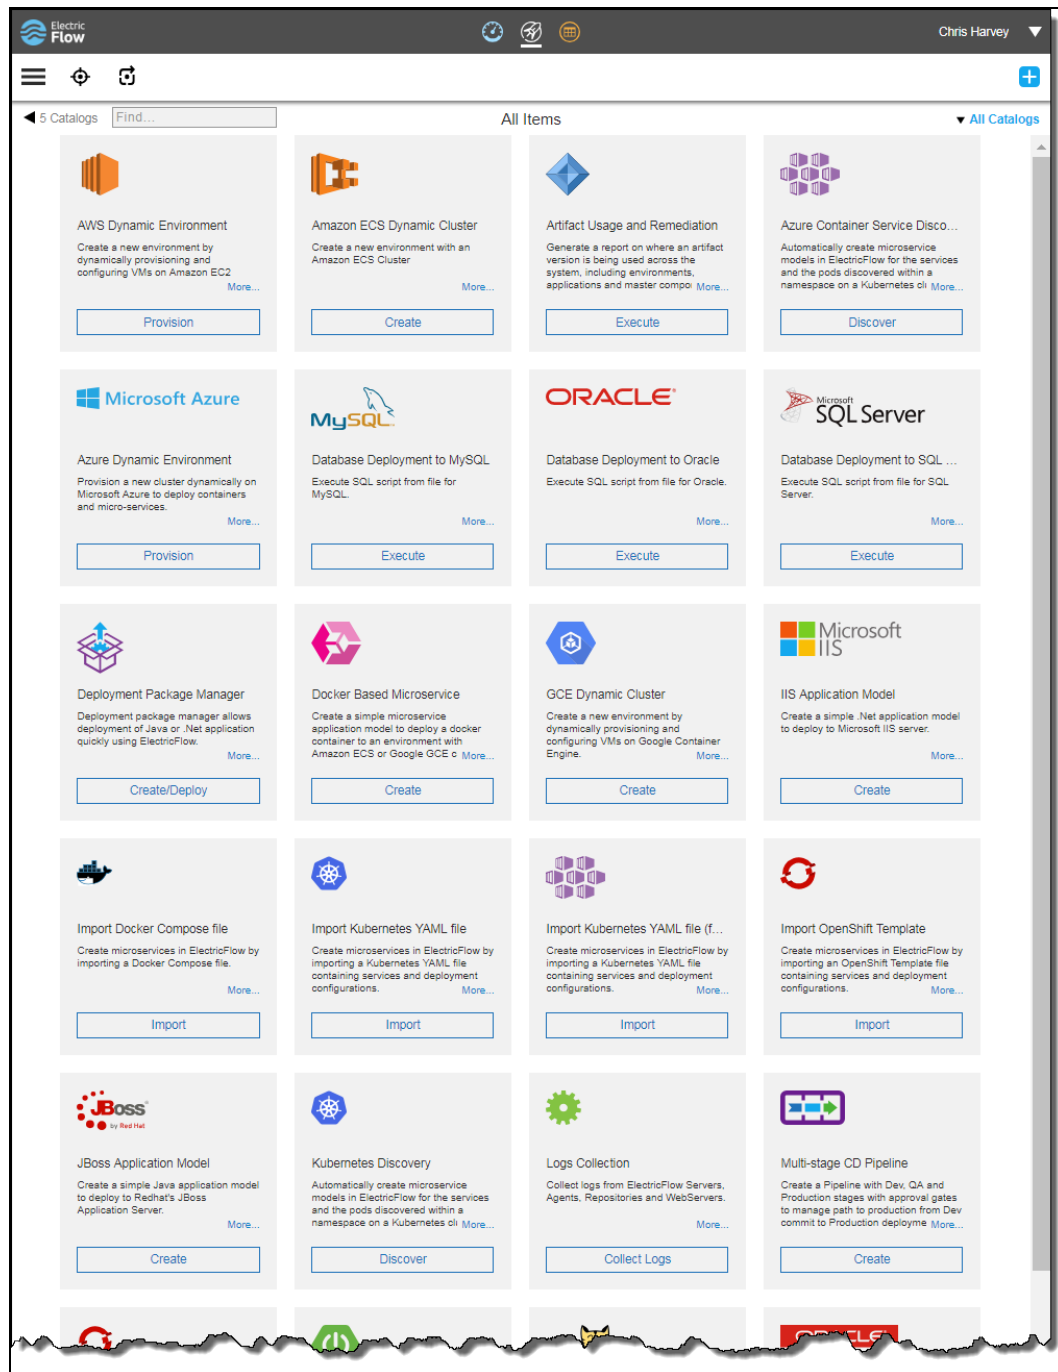 Electric
Flow
Chris Harvey
5 Catalogs
Find...
All Items
All Catalogs
AWS Dynamic Environment
Create a new environment by
dynamically provisioning and
configuring VMs on Amazon EC2
More...
Provision
Amazon ECS Dynamic Cluster
Create a new environment with an
Amazon ECS Cluster
More...
Create
Artifact Usage and Remediation
Generate a report on where an artifact
version is being used across the
system, including environments,
applications and master compo More...
Execute
Azure Container Service Disco...
Automatically create microservice
models in ElectricFlow for the services
and the pods discovered within a
namespace on a Kubernetes clu More...
Discover
Microsoft Azure
Azure Dynamic Environment
Provision a new cluster dynamically on
Microsoft Azure to deploy containers
and micro-services.
More...
Provision
MySQL
Database Deployment to MySQL
Execute SQL script from file for
MySQL.
More...
Execute
ORACLE
Database Deployment to Oracle
Execute SQL script from file for Oracle.
More...
Execute
Microsoft
SQL Server
Database Deployment to SQL ...
Execute SQL script from file for SQL
Server.
More...
Execute
Deployment Package Manager
Deployment package manager allows
deployment of Java or .Net application
quickly using ElectricFlow.
More...
Create/Deploy
Docker Based Microservice
Create a simple microservice
application model to deploy a docker
container to an environment with
Amazon ECS or Google GCE c More...
Create
GCE Dynamic Cluster
Create a new environment by
dynamically provisioning and
configuring VMs on Google Container
Engine. More...
Create
Microsoft
IIS
IIS Application Model
Create a simple .Net application model
to deploy to Microsoft IIS server.
More...
Create
Import Docker Compose file
Create microservices in ElectricFlow by
importing a Docker Compose file.
More...
Import
Import Kubernetes YAML file
Create microservices in ElectricFlow by
importing a Kubernetes YAML file
containing services and deployment
configurations. More...
Import
Import Kubernetes YAML file (f...
Create microservices in ElectricFlow by
importing a Kubernetes YAML file
containing services and deployment
configurations. More...
Import
Import OpenShift Template
Create microservices in ElectricFlow by
importing an OpenShift Template file
containing services and deployment
configurations. More...
Import
JBoss
by Red Hat
JBoss Application Model
Create a simple Java application model
to deploy to Redhat's JBoss
Application Server.
More...
Create
Kubernetes Discovery
Automatically create microservice
models in ElectricFlow for the services
and the pods discovered within a
namespace on a Kubernetes clu More...
Discover
Logs Collection
Collect logs from ElectricFlow Servers,
Agents, Repositories and WebServers.
More...
Collect Logs
Multi-stage CD Pipeline
Create a Pipeline with Dev, QA and
Production stages with approval gates
to manage path to production from Dev
commit to Production deployme More...
Create
ORACLE